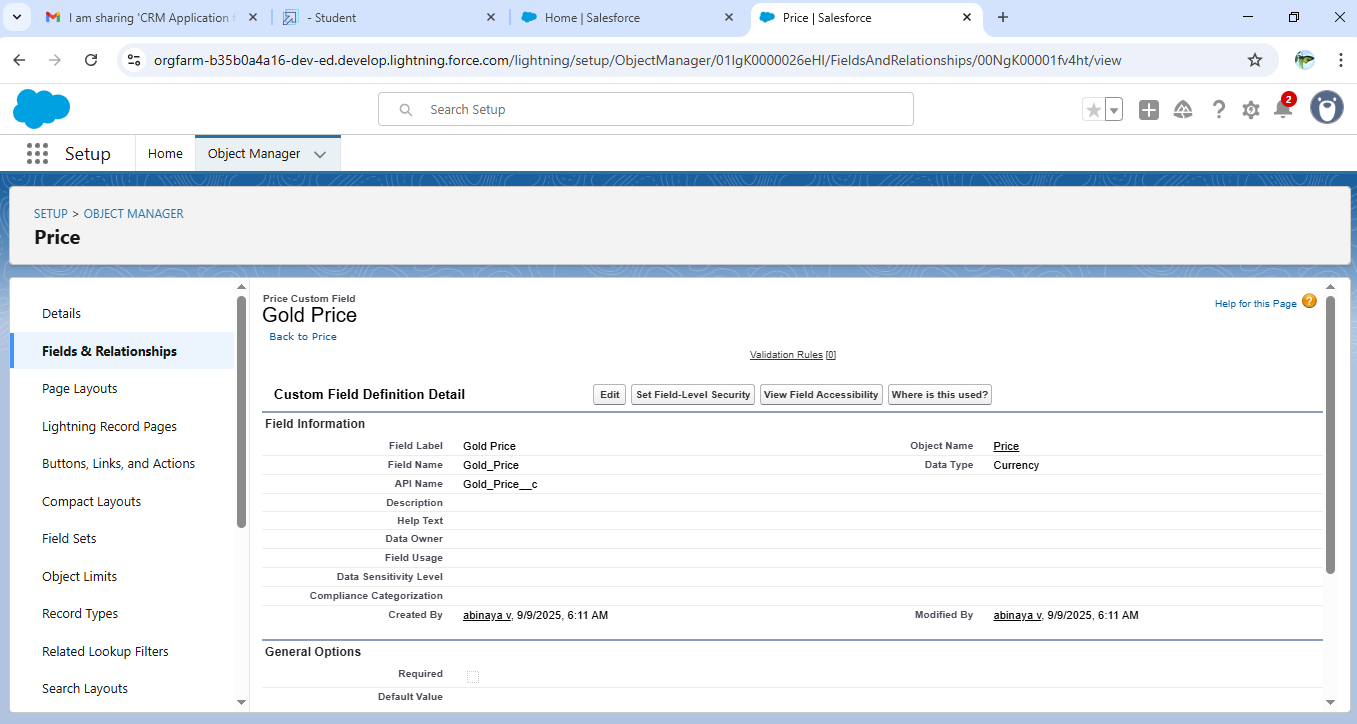 I am sharing 'CRM Application
- Student
Home | Salesforce
Price | Salesforce
orgfarm-b35b0a4a16-dev-ed.develop.lightning.force.com/lightning/setup/ObjectManager/01IgK0000026eHI/FieldsAndRelationships/00NgK00001fv4ht/view
Search Setup
2
Setup
Home
Object Manager
SETUP > OBJECT MANAGER
Price
Details
Fields & Relationships
Page Layouts
Lightning Record Pages
Buttons, Links, and Actions
Compact Layouts
Field Sets
Object Limits
Record Types
Related Lookup Filters
Search Layouts
Price Custom Field
Gold Price
Back to Price
Help for this Page ?
Validation Rules [0]
Custom Field Definition Detail
Edit
Set Field-Level Security
View Field Accessibility
Where is this used?
Field Information
Field Label Gold Price
Object Name Price
Field Name Gold_Price
Data Type Currency
API Name Gold_Price__c
Description
Help Text
Data Owner
Field Usage
Data Sensitivity Level
Compliance Categorization
Created By abinaya v, 9/9/2025, 6:11 AM
Modified By abinaya v, 9/9/2025, 6:11 AM
General Options
Required
Default Value